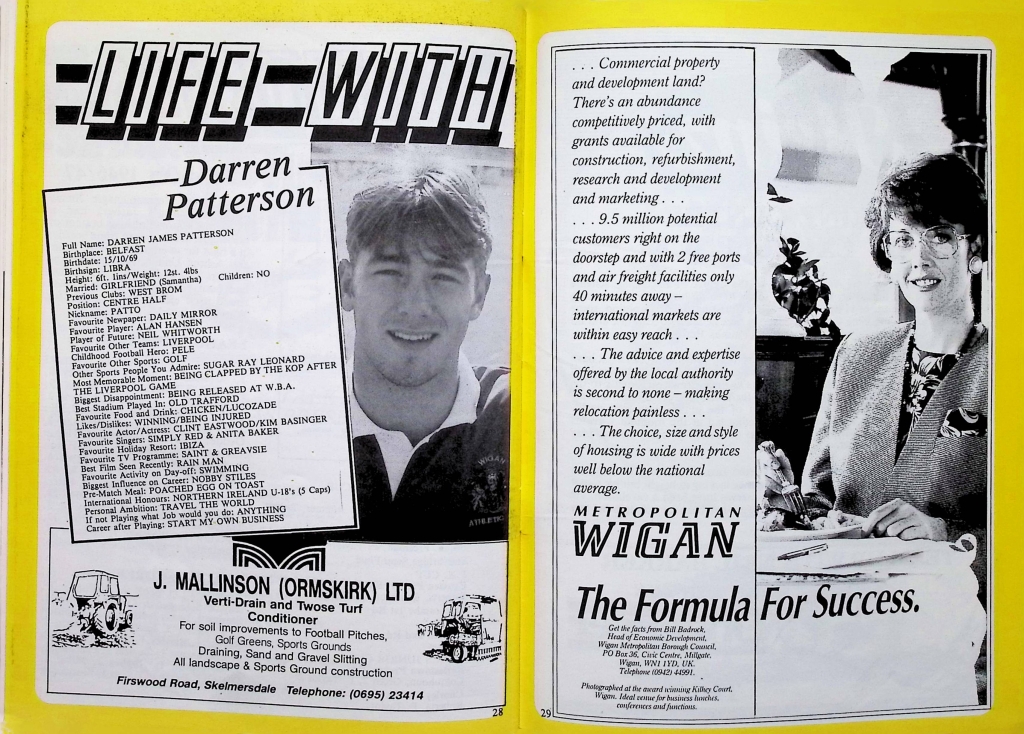 LIFE WITH
Darren
Patterson
Full Name: DARREN JAMES PATTERSON
Birthplace: BELFAST
Birthdate: 15/10/69
Birthsign: LIBRA
Height: 6ft. 1ins/Weight: 12st. 4lbs
Married: GIRLFRIEND (Samantha) Children: NO
Previous Clubs: WEST BROM
Position: CENTRE HALF
Nickname: PATTO
Favourite Newpaper: DAILY MIRROR
Favourite Player: ALAN HANSEN
Player of Future: NEIL WHITWORTH
Favourite Other Teams: LIVERPOOL
Childhood Football Hero: PELE
Favourite Other Sports: GOLF
Other Sports People You Admire: SUGAR RAY LEONARD
Most Memorable Moment: BEING CLAPPED BY THE KOP AFTER
THE LIVERPOOL GAME
Biggest Disappointment: BEING RELEASED AT W.B.A.
Best Stadium Played In: OLD TRAFFORD
Favourite Food and Drink: CHICKEN/LUCOZADE
Likes/Dislikes: WINNING/BEING INJURED
Favourite Actor/Actress: CLINT EASTWOOD/KIM BASINGER
Favourite Singers: SIMPLY RED & ANITA BAKER
Favourite Holiday Resort: IBIZA
Favourite TV Programme: SAINT & GREAVSIE
Best Film Seen Recently: RAIN MAN
Favourite Activity on Day-off: SWIMMING
Biggest Influence on Career: NOBBY STILES
Pre-Match Meal: POACHED EGG ON TOAST
International Honours: NORTHERN IRELAND U-18's (5 Caps)
Personal Ambition: TRAVEL THE WORLD
If not Playing what Job would you do: ANYTHING
Career after Playing: START MY OWN BUSINESS
WIGAN
ATHLETIC
J. MALLINSON (ORMSKIRK) LTD
Verti-Drain and Twose Turf
Conditioner
For soil improvements to Football Pitches,
Golf Greens, Sports Grounds
Draining, Sand and Gravel Slitting
All landscape & Sports Ground construction
Firswood Road, Skelmersdale Telephone: (0695) 23414
28
. . . Commercial property
and development land?
There's an abundance
competitively priced, with
grants available for
construction, refurbishment,
research and development
and marketing . . .
. . . 9.5 million potential
customers right on the
doorstep and with 2 free ports
and air freight facilities only
40 minutes away –
international markets are
within easy reach . . .
. . . The advice and expertise
offered by the local authority
is second to none – making
relocation painless . . .
. . . The choice, size and style
of housing is wide with prices
well below the national
average.
METROPOLITAN
WIGAN
The Formula For Success.
Get the facts from Bill Badrock,
Head of Economic Development,
Wigan Metropolitan Borough Council,
PO Box 36, Civic Centre, Millgate,
Wigan, WN1 1YD, UK.
Telephone (0942) 44991.
Photographed at the award winning Kilhey Court,
Wigan. Ideal venue for business lunches,
conferences and functions.
29